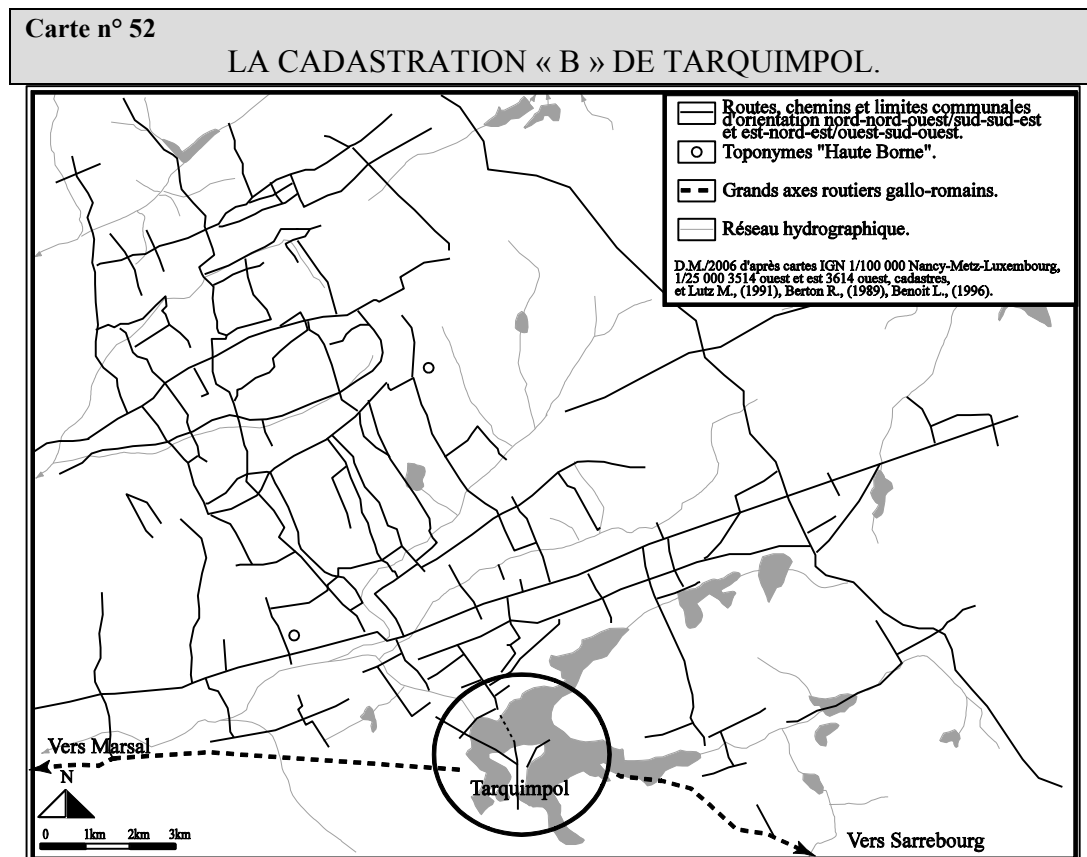 Carte n° 52
LA CADASTRATION « B » DE TARQUIMPOL.
Routes, chemins et limites communales
d'orientation nord-nord-ouest/sud-sud-est
et est-nord-est/ouest-sud-ouest.
Toponymes "Haute Borne".
Grands axes routiers gallo-romains.
Réseau hydrographique.
D.M./2006 d'après cartes IGN 1/100 000 Nancy-Metz-Luxembourg,
1/25 000 3514 ouest et est 3614 ouest, cadastres,
et Lutz M., (1991), Berton R., (1989), Benoit L., (1996).
Vers Marsal
N
Tarquimpol
0 1km 2km 3km
Vers Sarrebourg